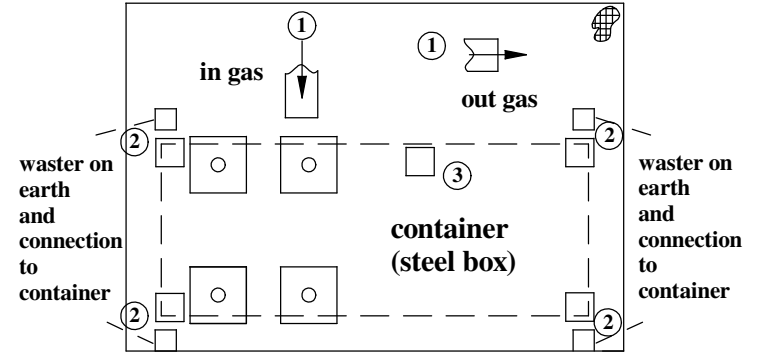 1
in gas
1
out gas
2
waster on
earth
and
connection
to
container
2
2
waster on
earth
and
connection
to
container
2
3
container
(steel box)